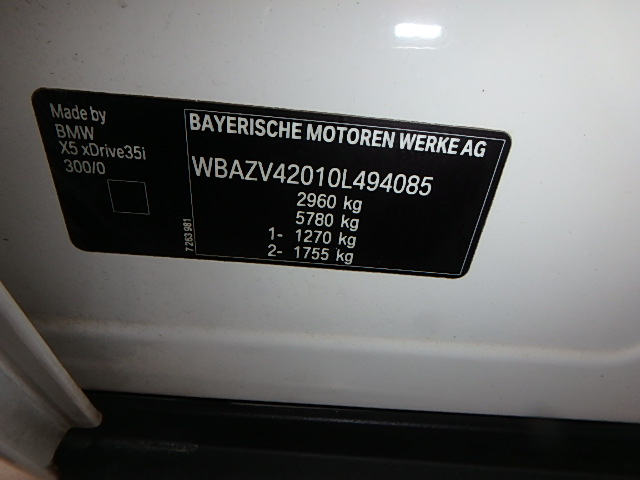 Made by
BMW
X5 xDrive35i
300/0
BAYERISCHE MOTOREN WERKE AG
WBAZV42010L494085
2960 kg
5780 kg
1- 1270 kg
2- 1755 kg
7 263 981